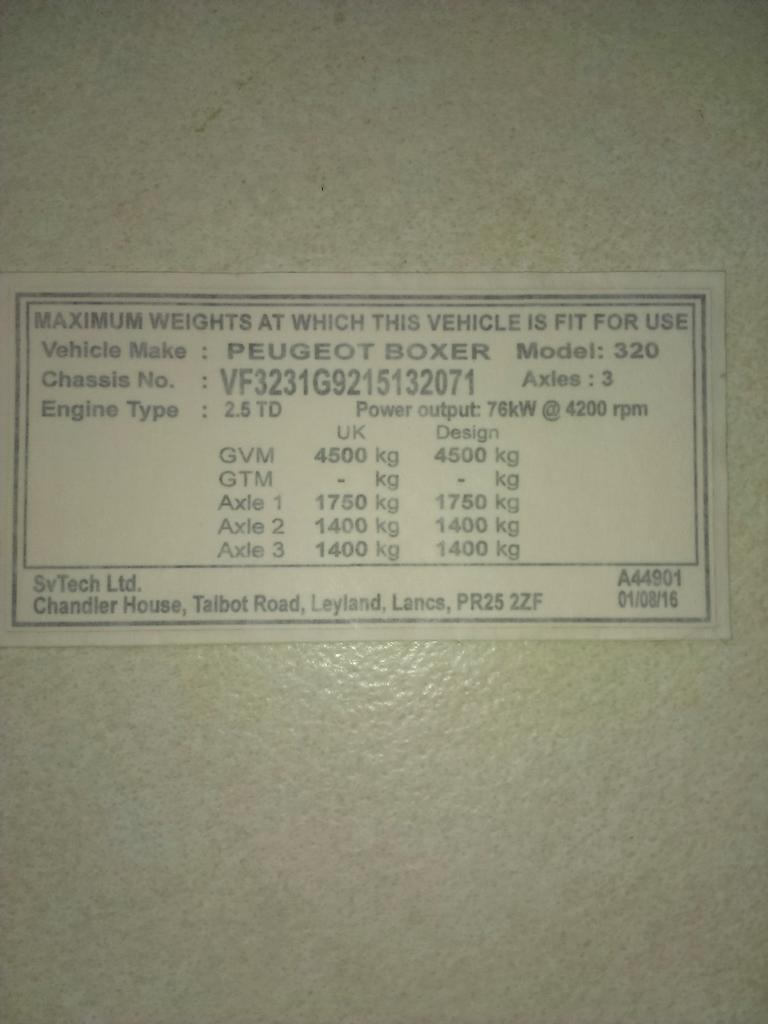 MAXIMUM WEIGHTS AT WHICH THIS VEHICLE IS FIT FOR USE
Vehicle Make : PEUGEOT BOXER Model: 320
Chassis No. : VF3231G9215132071 Axles : 3
Engine Type : 2.5 TD Power output: 76kW @ 4200 rpm
UK Design
GVM 4500 kg 4500 kg
GTM - kg - kg
Axle 1 1750 kg 1750 kg
Axle 2 1400 kg 1400 kg
Axle 3 1400 kg 1400 kg
SvTech Ltd. A44901
Chandler House, Talbot Road, Leyland, Lancs, PR25 2ZF 01/08/16